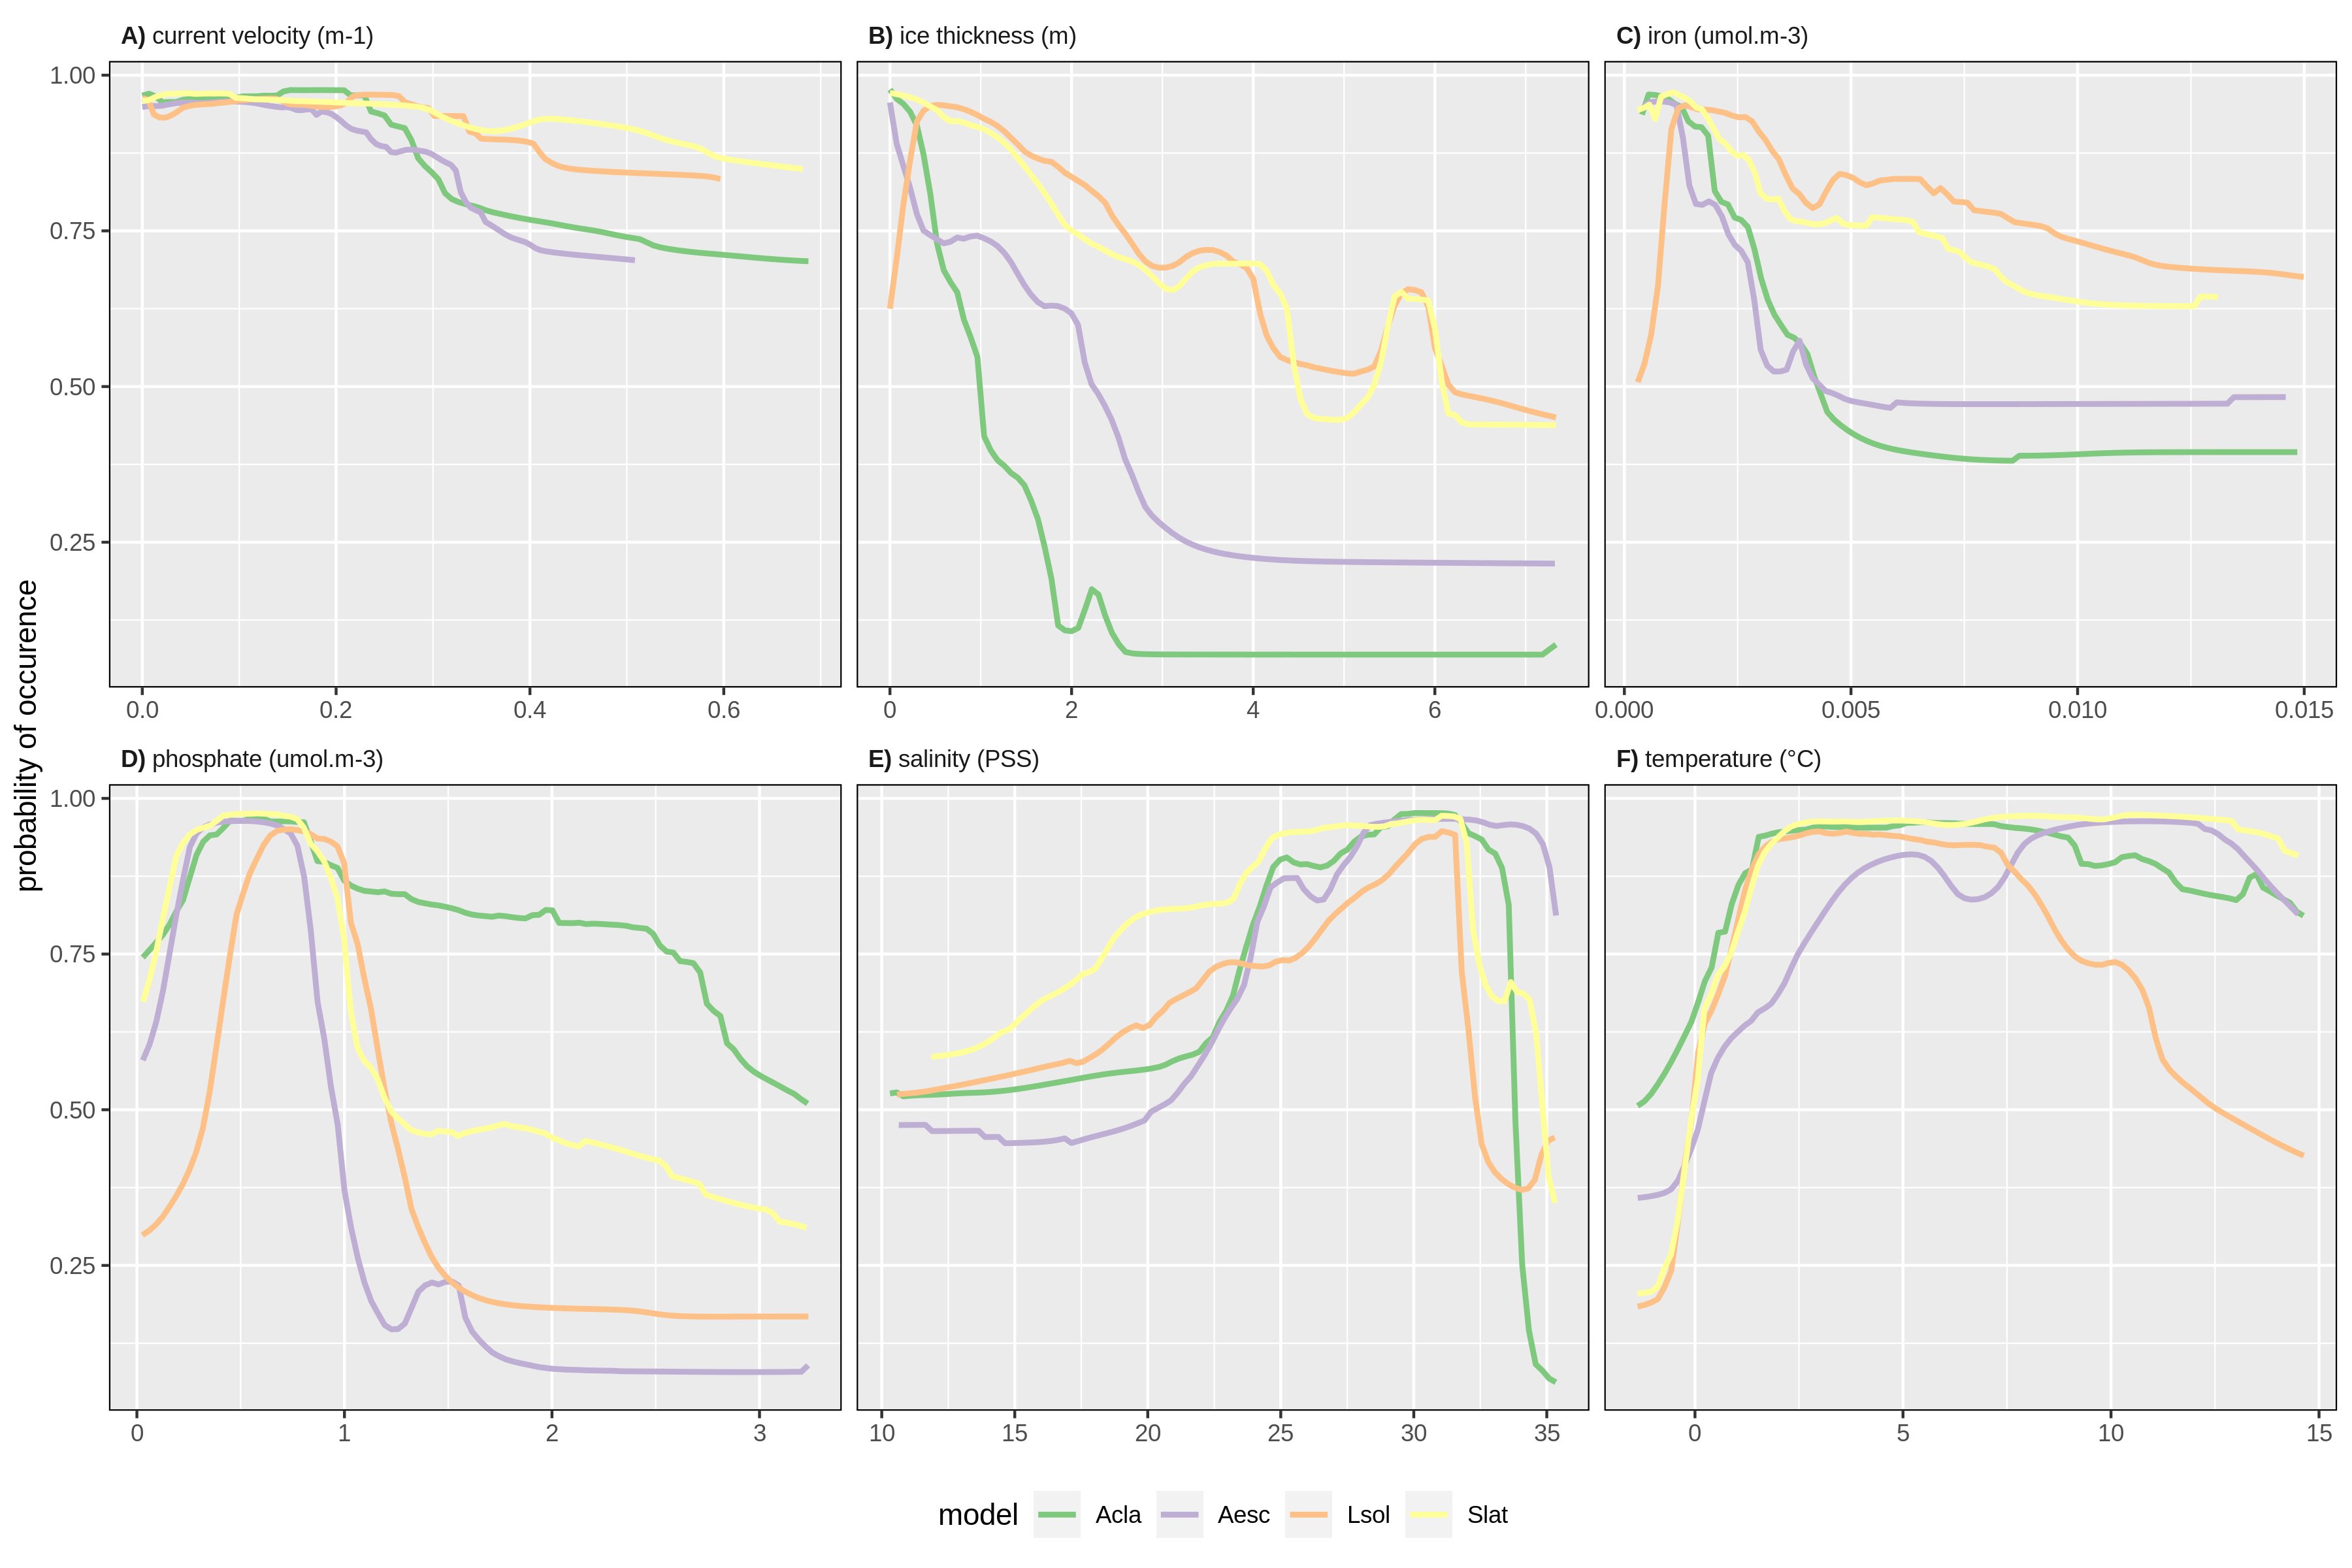 A) current velocity (m-1)
B) ice thickness (m)
C) iron (umol.m-3)
1.00
0.75
0.50
0.25
0.0 0.2 0.4 0.6
0 2 4 6
0.000 0.005 0.010 0.015
probability of occurence
D) phosphate (umol.m-3)
E) salinity (PSS)
F) temperature (°C)
1.00
0.75
0.50
0.25
0 1 2 3
10 15 20 25 30 35
0 5 10 15
model Acla Aesc Lsol Slat